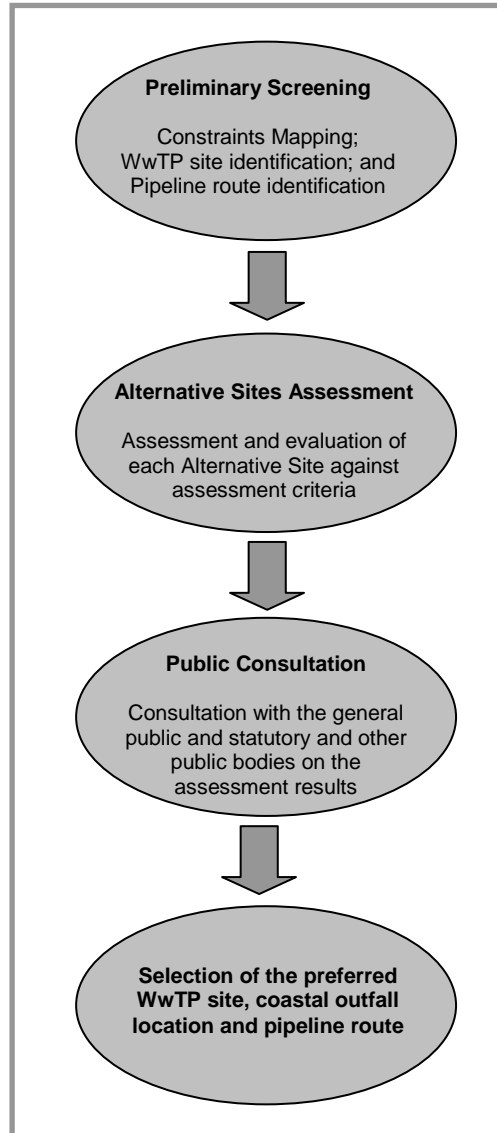 Preliminary Screening
Constraints Mapping;
WwTP site identification; and
Pipeline route identification
Alternative Sites Assessment
Assessment and evaluation of
each Alternative Site against
assessment criteria
Public Consultation
Consultation with the general
public and statutory and other
public bodies on the
assessment results
Selection of the preferred
WwTP site, coastal outfall
location and pipeline route